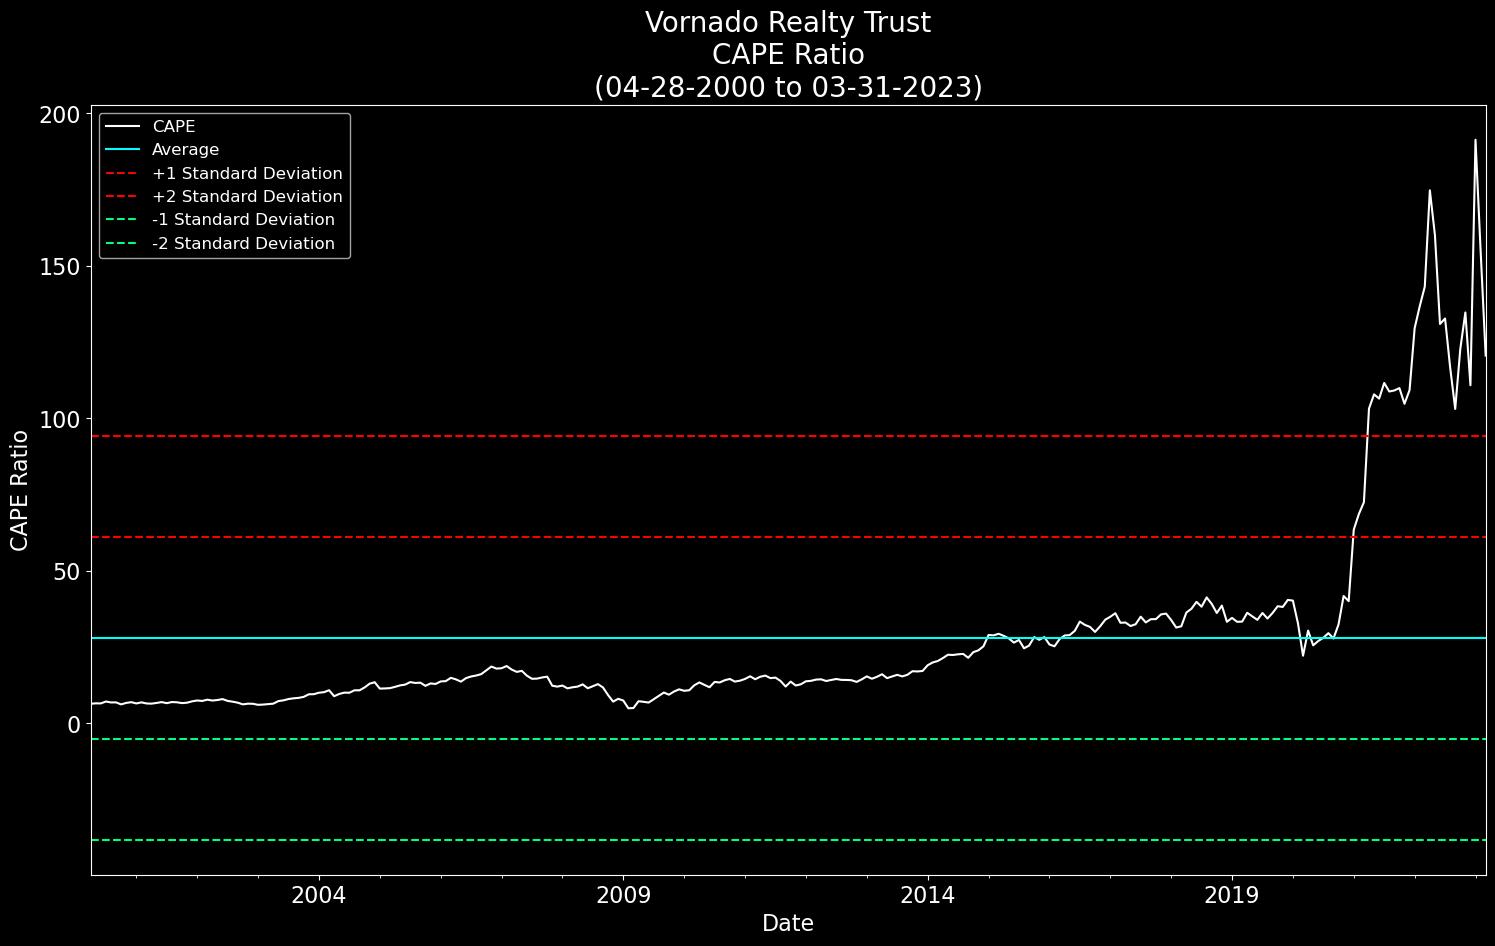 Vornado Realty Trust
CAPE Ratio
(04-28-2000 to 03-31-2023)
200
150
100
50
0
CAPE Ratio
CAPE
Average
+1 Standard Deviation
+2 Standard Deviation
-1 Standard Deviation
-2 Standard Deviation
2004
2009
2014
2019
Date